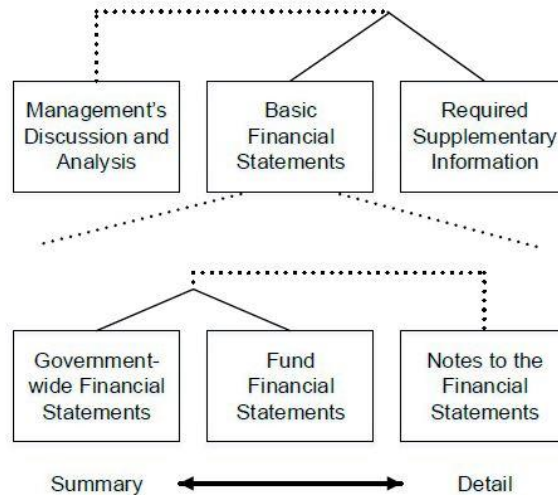 Management's
Discussion and
Analysis
Basic
Financial
Statements
Required
Supplementary
Information
Government-
wide Financial
Statements
Fund
Financial
Statements
Notes to the
Financial
Statements
Summary
Detail